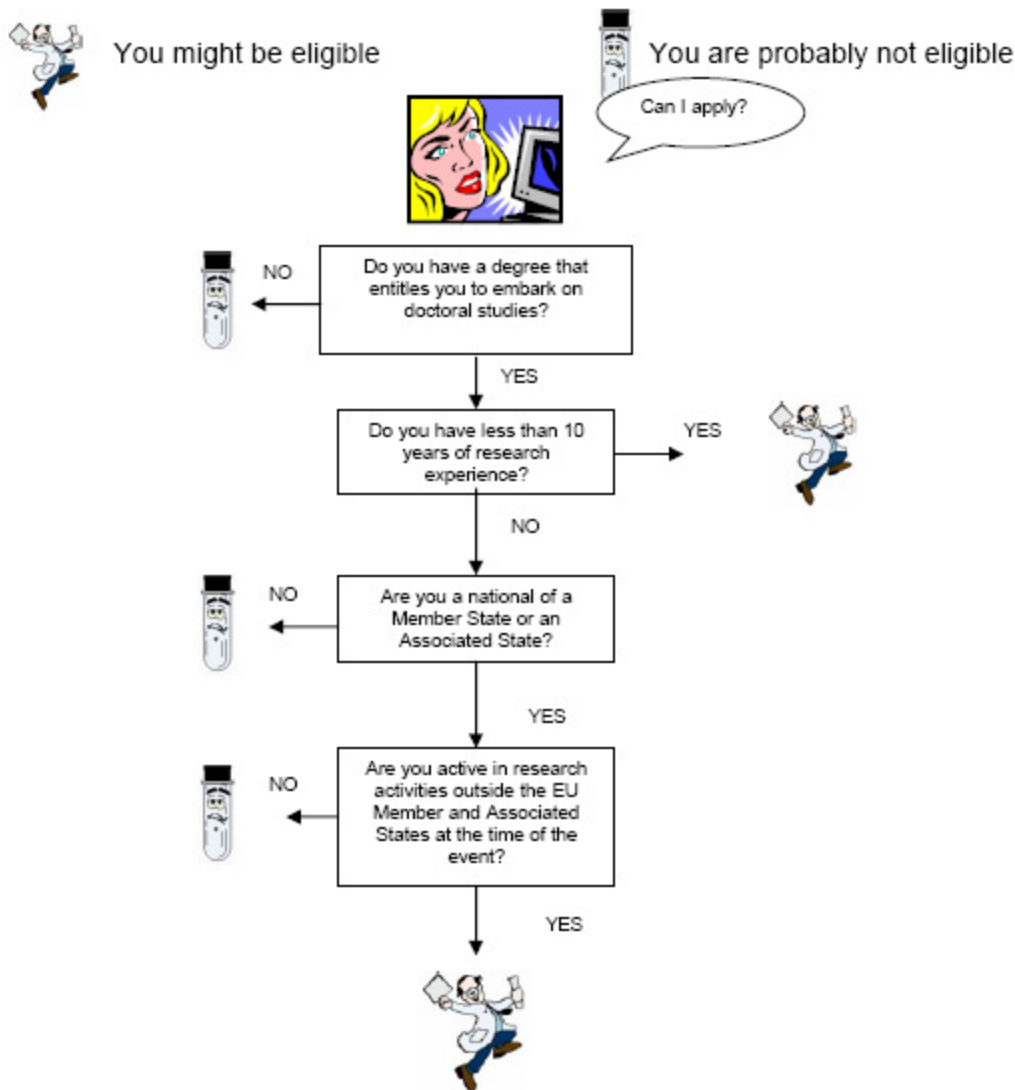 You might be eligible
You are probably not eligible
Can I apply?
Do you have a degree that
entitles you to embark on
doctoral studies?
NO
YES
Do you have less than 10
years of research
experience?
YES
NO
Are you a national of a
Member State or an
Associated State?
NO
YES
Are you active in research
activities outside the EU
Member and Associated
States at the time of the
event?
NO
YES